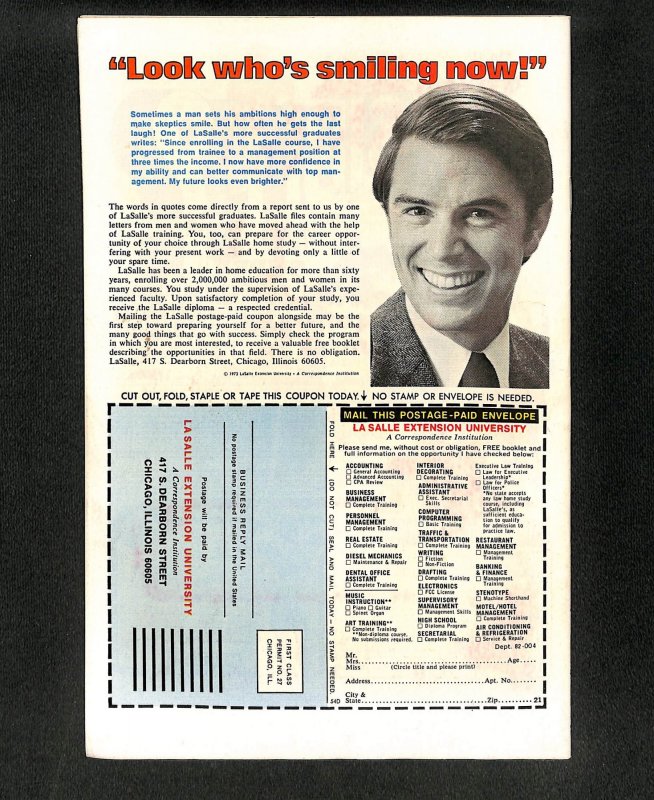 “Look who’s smiling now!”
Sometimes a man sets his ambitions high enough to
make skeptics smile. But how often he gets the last
laugh! One of LaSalle's more successful graduates
writes: "Since enrolling in the LaSalle course, I have
progressed from trainee to a management position at
three times the income. I now have more confidence in
my ability and can better communicate with top man-
agement. My future looks even brighter."
The words in quotes come directly from a report sent to us by one
of LaSalle's more successful graduates. LaSalle files contain many
letters from men and women who have moved ahead with the help
of LaSalle training. You, too, can prepare for the career oppor-
tunity of your choice through LaSalle home study — without inter-
fering with your present work — and by devoting only a little of
your spare time.
LaSalle has been a leader in home education for more than sixty
years, enrolling over 2,000,000 ambitious men and women in its
many courses. You study under the supervision of LaSalle's expe-
rienced faculty. Upon satisfactory completion of your study, you
receive the LaSalle diploma — a respected credential.
Mailing the LaSalle postage-paid coupon alongside may be the
first step toward preparing yourself for a better future, and the
many good things that go with success. Simply check the program
in which you are most interested, to receive a valuable free booklet
describing the opportunities in that field. There is no obligation.
LaSalle, 417 S. Dearborn Street, Chicago, Illinois 60605.
© 1973 LaSalle Extension University • A Correspondence Institution
CUT OUT, FOLD, STAPLE OR TAPE THIS COUPON TODAY. NO STAMP OR ENVELOPE IS NEEDED.
FIRST CLASS
PERMIT NO. 27
CHICAGO, ILL.
BUSINESS REPLY MAIL
No postage stamp required if mailed in the United States
Postage will be paid by
LA SALLE EXTENSION UNIVERSITY
A Correspondence Institution
417 S. DEARBORN STREET
CHICAGO, ILLINOIS 60605
FOLD HERE (DO NOT CUT) SEAL AND MAIL TODAY – NO STAMP NEEDED.
54D
MAIL THIS POSTAGE-PAID ENVELOPE
LA SALLE EXTENSION UNIVERSITY
A Correspondence Institution
Please send me, without cost or obligation, FREE booklet and
full information on the opportunity I have checked below:
ACCOUNTING
General Accounting
Advanced Accounting
CPA Review
BUSINESS
MANAGEMENT
Complete Training
PERSONNEL
MANAGEMENT
Complete Training
REAL ESTATE
Complete Training
DIESEL MECHANICS
Maintenance & Repair
DENTAL OFFICE
ASSISTANT
Complete Training
MUSIC
INSTRUCTION**
Piano Guitar
Spinet Organ
ART TRAINING**
Complete Training
**Non-diploma course.
No submissions required.
INTERIOR
DECORATING
Complete Training
ADMINISTRATIVE
ASSISTANT
Exec. Secretarial
Skills
COMPUTER
PROGRAMMING
Basic Training
TRAFFIC &
TRANSPORTATION
Complete Training
WRITING
Fiction
Non-Fiction
DRAFTING
Complete Training
ELECTRONICS
FCC License
SUPERVISORY
MANAGEMENT
Management Skills
HIGH SCHOOL
Diploma Program
SECRETARIAL
Complete Training
Executive Law Training
Law for Executive
Leadership*
Law for Police
Officers*
*No state accepts
any law home study
course, including
LaSalle's, as
sufficient educa-
tion to qualify
for admission to
practice law.
RESTAURANT
MANAGEMENT
Management
Training
BANKING
& FINANCE
Management
Training
STENOTYPE
Machine Shorthand
MOTEL/HOTEL
MANAGEMENT
Complete Training
AIR CONDITIONING
& REFRIGERATION
Service & Repair
Dept. 02-004
Mr.
Mrs. Age
Miss (Circle title and please print)
Address Apt. No.
City &
State Zip 21